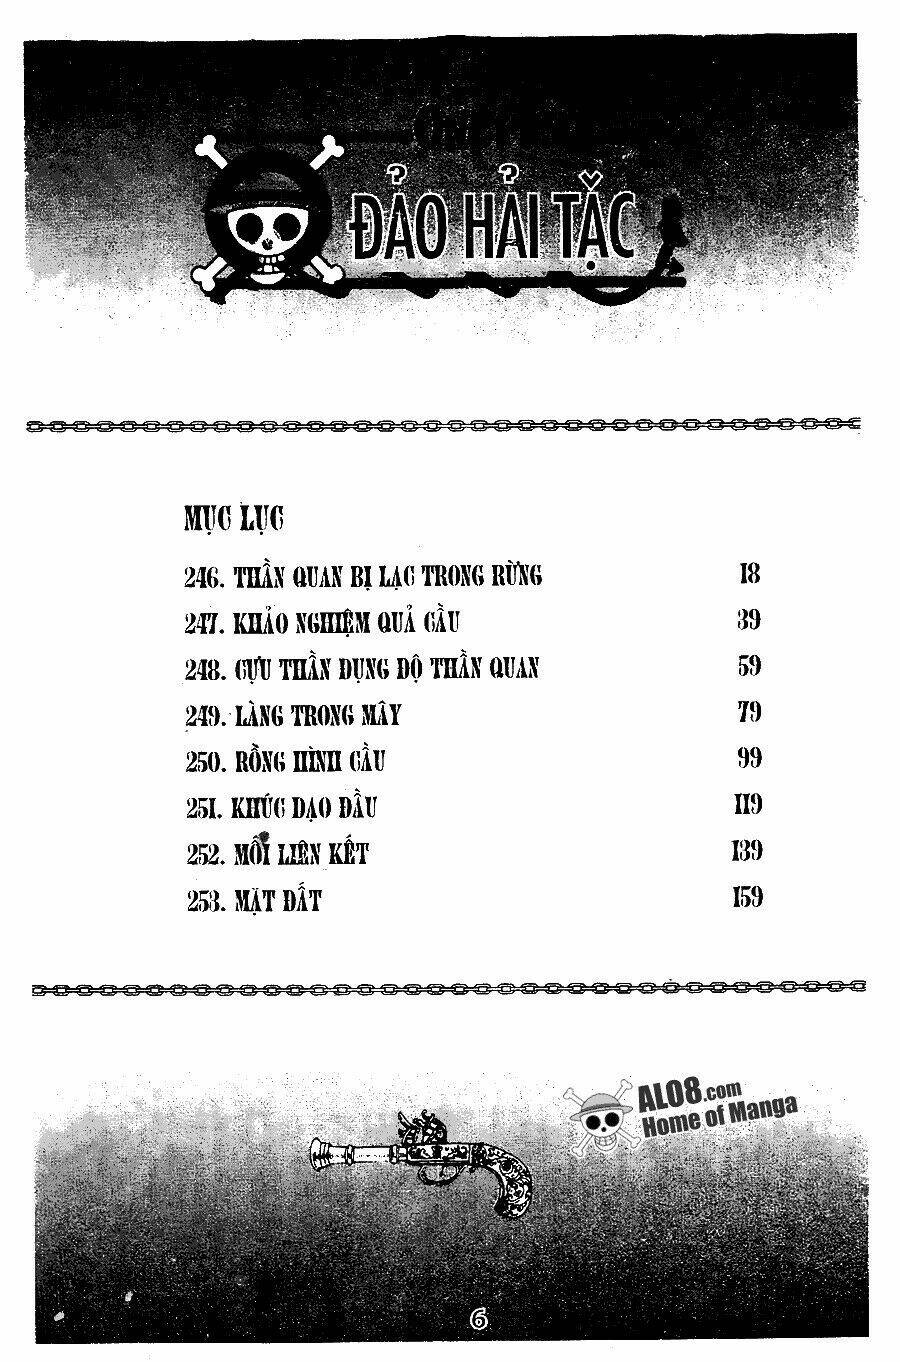 ĐẢO HẢI TẶC
MỤC LỤC
246. THẦN QUAN BỊ LẠC TRONG RỪNG 18
247. KHẢO NGHIỆM QUẢ CẦU 39
248. CỰU THẦN ĐỤNG ĐỘ THẦN QUAN 59
249. LÀNG TRONG MÂY 79
250. RỒNG HÌNH CẦU 99
251. KHÚC DẠO ĐẦU 119
252. MỐI LIÊN KẾT 139
253. MẶT ĐẤT 159
ALO8.com
Home of Manga
6